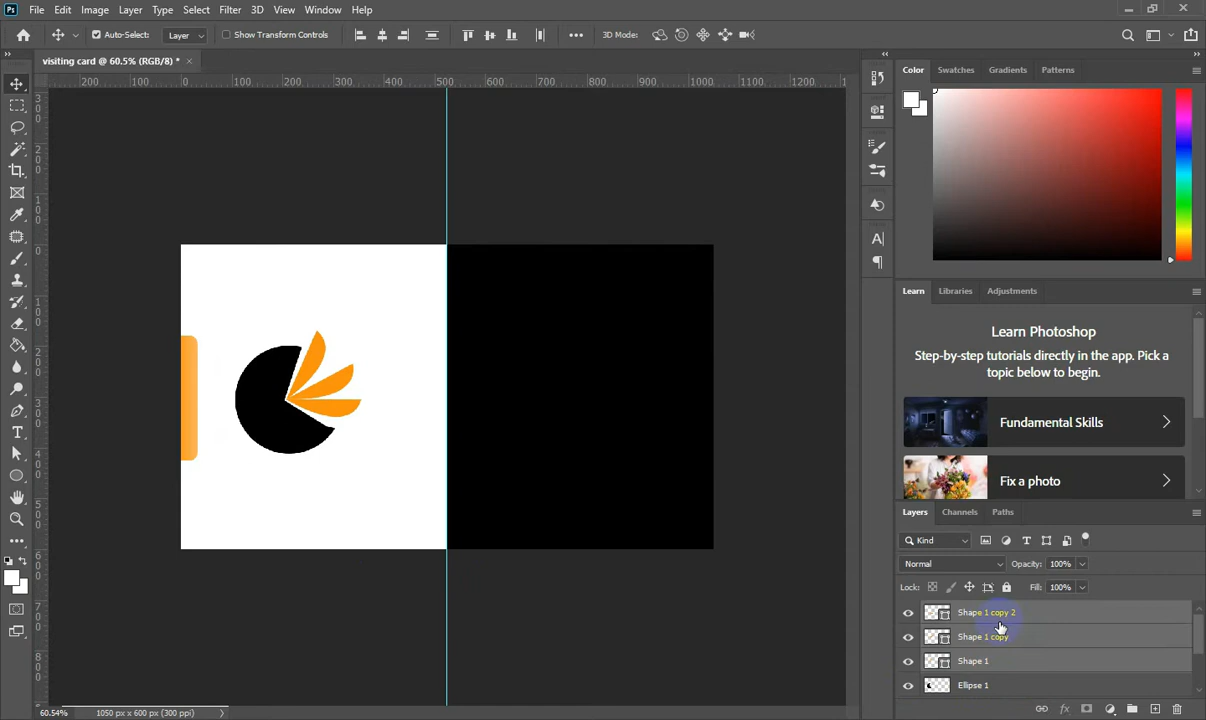 Ps File Edit Image Layer Type Select Filter 3D View Window Help
Auto-Select: Layer Show Transform Controls 3D Mode:
visiting card @ 60.5% (RGB/8) *
200 100 0 100 200 300 400 500 600 700 800 900 1000 1100 1200
Color Swatches Gradients Patterns
Learn Libraries Adjustments
Learn Photoshop
Step-by-step tutorials directly in the app. Pick a
topic below to begin.
Fundamental Skills
Fix a photo
Layers Channels Paths
Kind
Normal Opacity: 100%
Lock: Fill: 100%
Shape 1 copy 2
Shape 1 copy
Shape 1
Ellipse 1
60.54% 1050 px x 600 px (300 ppi)